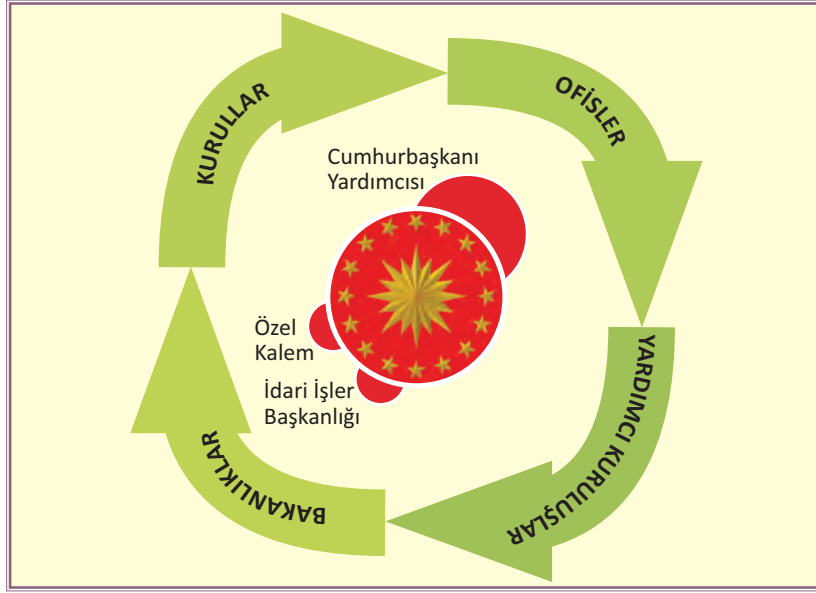 KURULLAR
OFİSLER
Cumhurbaşkanı
Yardımcısı
Özel
Kalem
İdari İşler
Başkanlığı
YARDIMCI KURULUŞLAR
BAKANLIKLAR